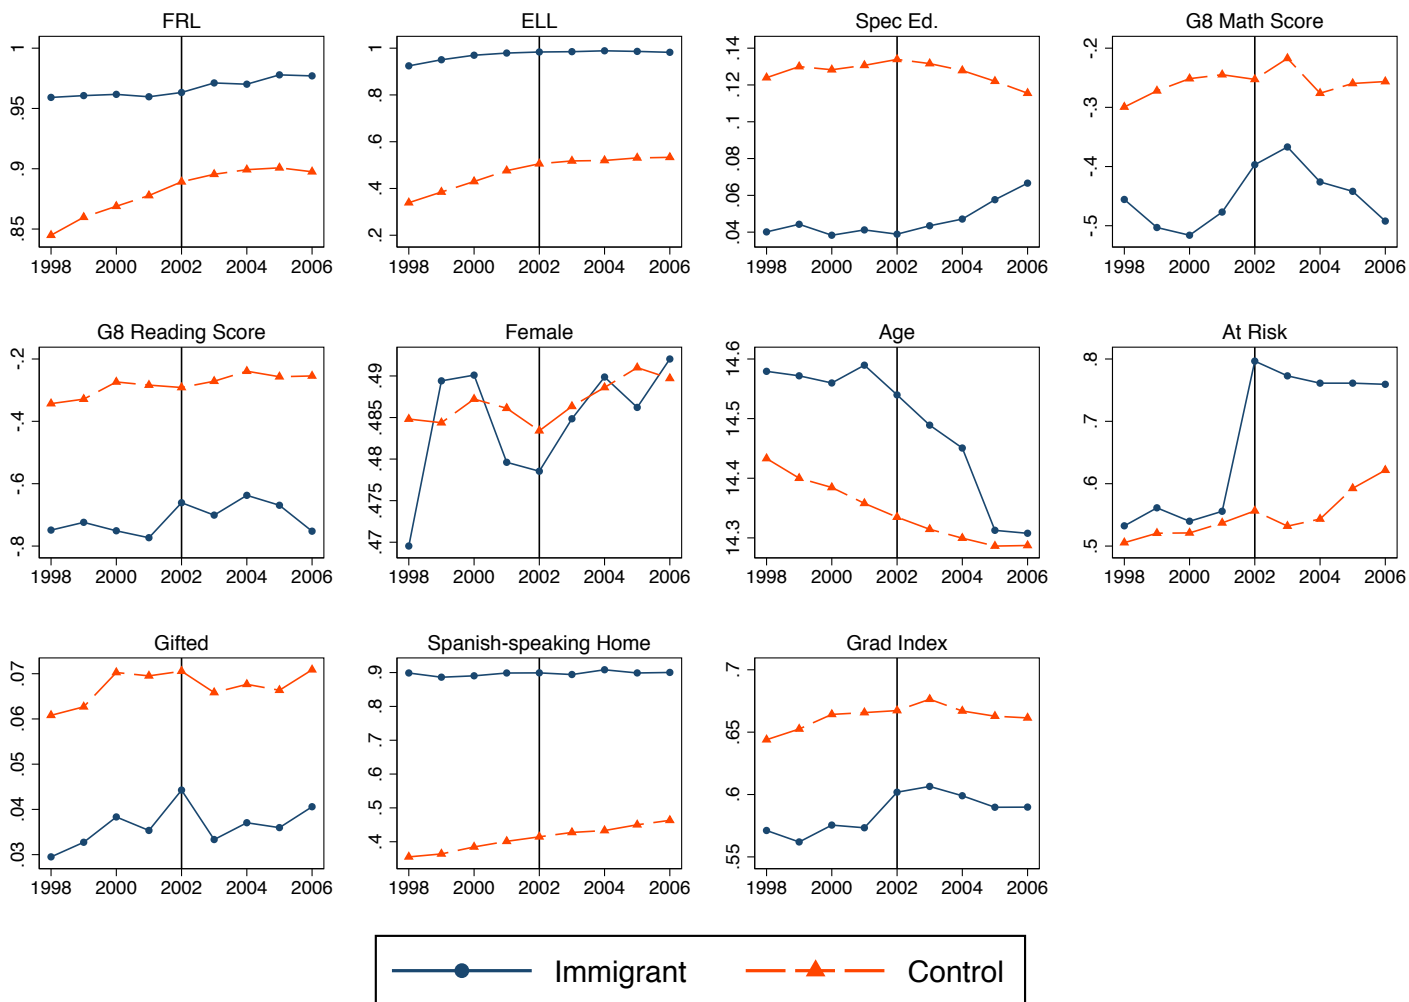 FRL
ELL
Spec Ed.
G8 Math Score
1
.95
.9
.85
1998 2000 2002 2004 2006
1
.8
.6
.4
.2
1998 2000 2002 2004 2006
.14
.12
.1
.08
.06
.04
1998 2000 2002 2004 2006
-.2
-.3
-.4
-.5
1998 2000 2002 2004 2006
G8 Reading Score
Female
Age
At Risk
-.2
-.4
-.6
-.8
1998 2000 2002 2004 2006
.49
.485
.48
.475
.47
1998 2000 2002 2004 2006
14.6
14.5
14.4
14.3
1998 2000 2002 2004 2006
.8
.7
.6
.5
1998 2000 2002 2004 2006
Gifted
Spanish-speaking Home
Grad Index
.07
.06
.05
.04
.03
1998 2000 2002 2004 2006
.9
.8
.7
.6
.5
.4
1998 2000 2002 2004 2006
.7
.65
.6
.55
1998 2000 2002 2004 2006
Immigrant
Control